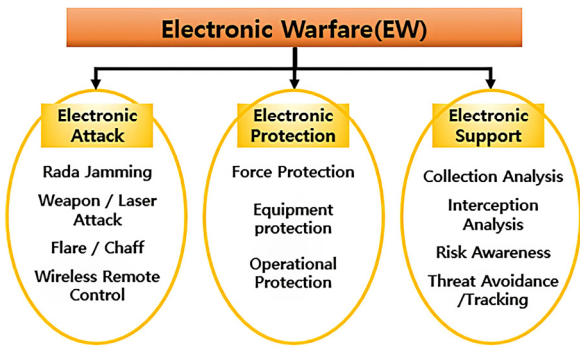 Electronic Warfare(EW)
Electronic
Attack
Rada Jamming
Weapon / Laser
Attack
Flare / Chaff
Wireless Remote
Control
Electronic
Protection
Force Protection
Equipment
protection
Operational
Protection
Electronic
Support
Collection Analysis
Interception
Analysis
Risk Awareness
Threat Avoidance
/Tracking